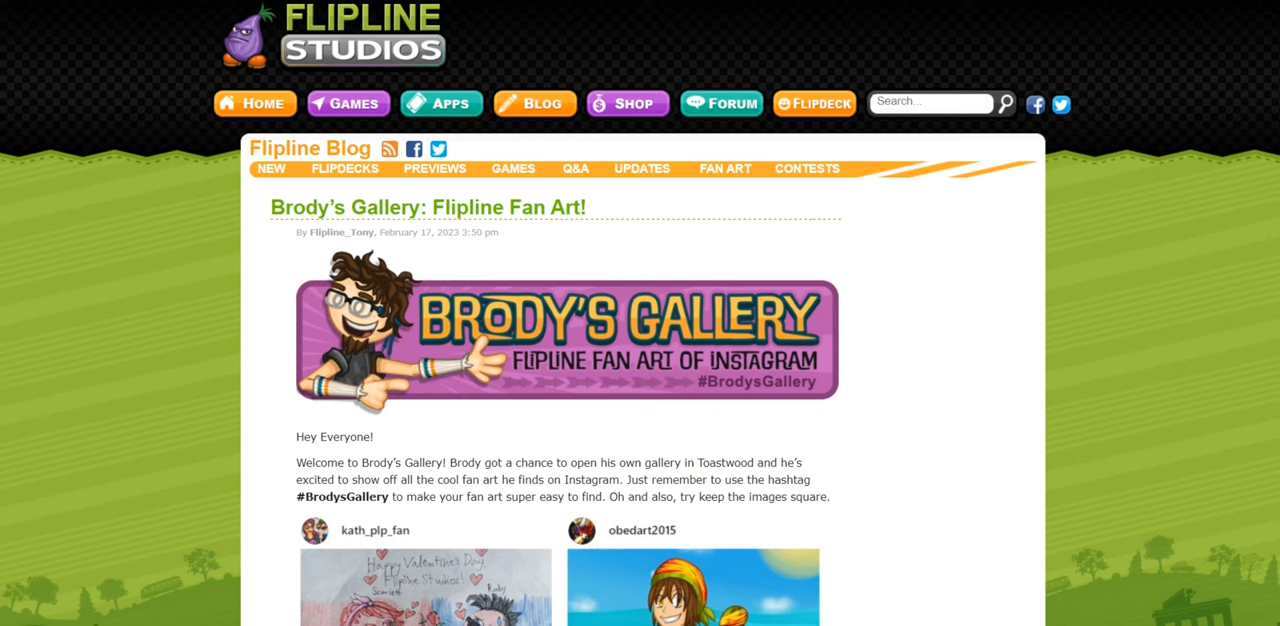 FLIPLINE
STUDIOS
HOME GAMES APPS BLOG SHOP FORUM FLIPDECK Search...
Flipline Blog
NEW FLIPDECKS PREVIEWS GAMES Q&A UPDATES FAN ART CONTESTS
Brody's Gallery: Flipline Fan Art!
By Flipline_Tony, February 17, 2023 3:50 pm
BRODY'S GALLERY
FLIPLINE FAN ART OF INSTAGRAM
#BrodysGallery
Hey Everyone!
Welcome to Brody's Gallery! Brody got a chance to open his own gallery in Toastwood and he's
excited to show off all the cool fan art he finds on Instagram. Just remember to use the hashtag
#BrodysGallery to make your fan art super easy to find. Oh and also, try keep the images square.
kath_plp_fan obedart2015
Happy Valentine's Day,
Flipline Studios!
Scarlett Rudy